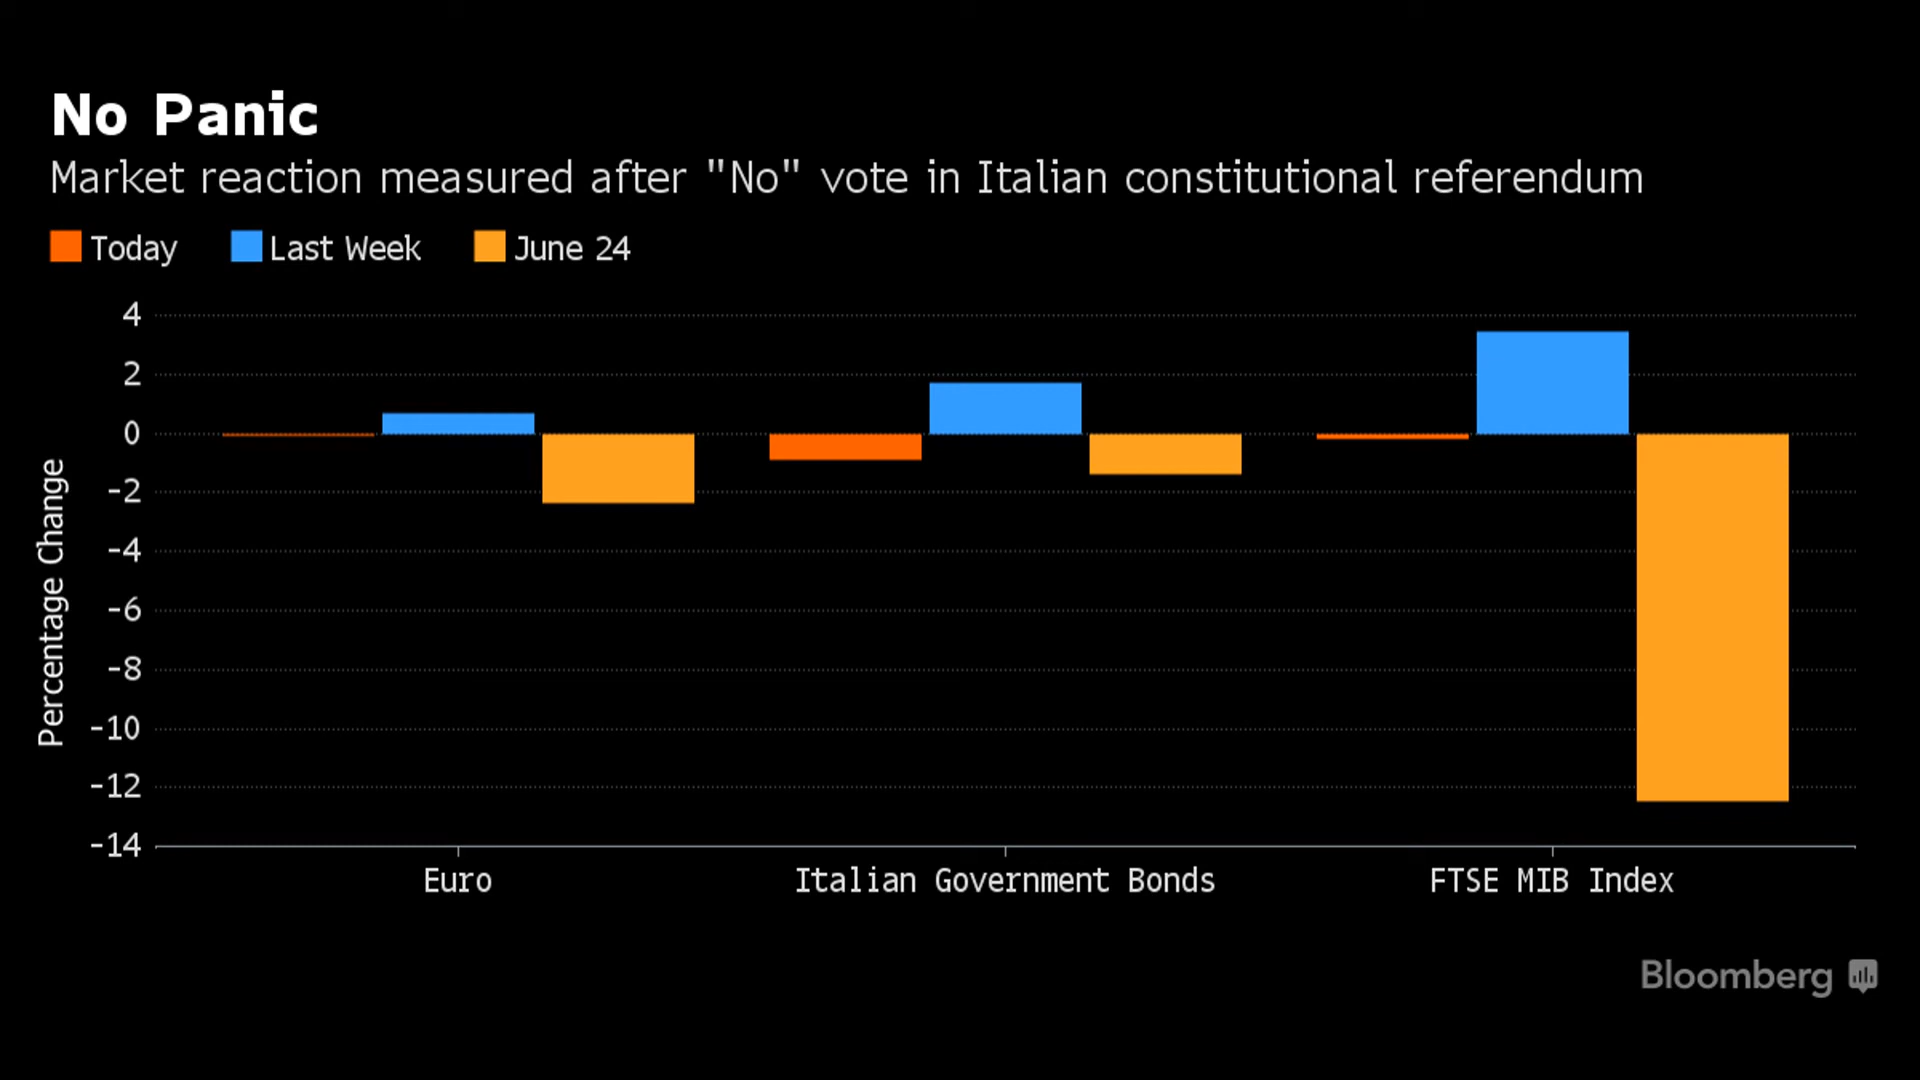 No Panic
Market reaction measured after "No" vote in Italian constitutional referendum
Today Last Week June 24
4
2
0
-2
-4
-6
-8
-10
-12
-14
Percentage Change
Euro Italian Government Bonds FTSE MIB Index
Bloomberg